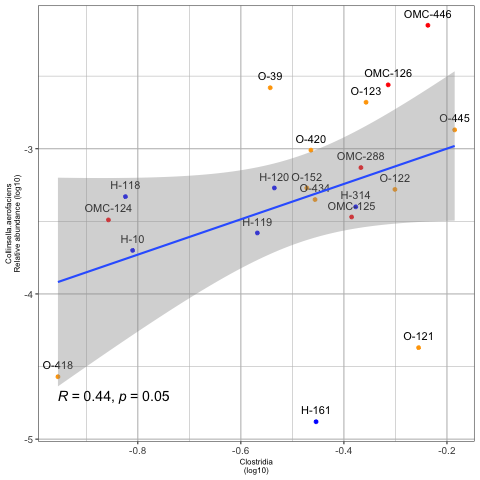 OMC-446
OMC-126
O-39
O-123
O-445
O-420
OMC-288
H-120
O-152
O-122
H-118
O-434
H-314
OMC-124
OMC-125
H-119
H-10
O-121
O-418
R = 0.44, p = 0.05
H-161
-3
-4
-5
-0.8
-0.6
-0.4
-0.2
Clostridia
(log10)
Collinsella.aerofaciens
Relative abundance (log10)